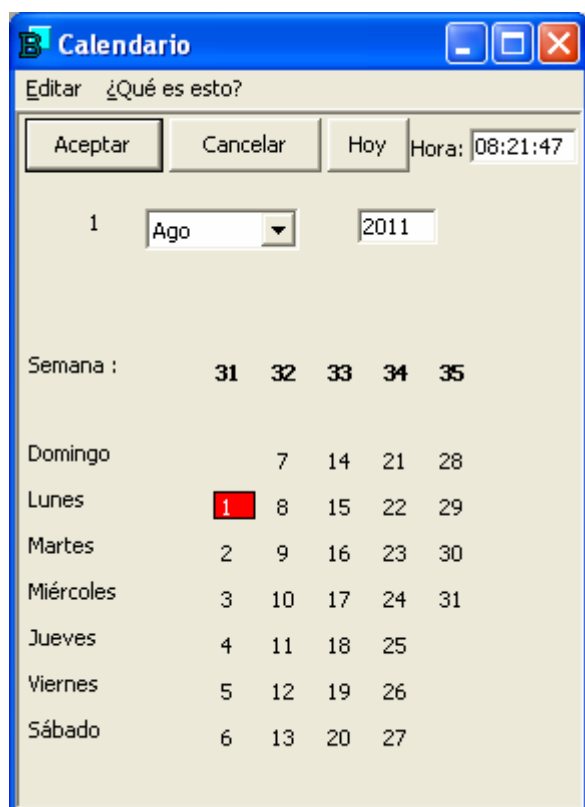 Calendario
Editar ¿Qué es esto?
Aceptar Cancelar Hoy Hora: 08:21:47
1 Ago 2011
Semana : 31 32 33 34 35
Domingo 7 14 21 28
Lunes 1 8 15 22 29
Martes 2 9 16 23 30
Miércoles 3 10 17 24 31
Jueves 4 11 18 25
Viernes 5 12 19 26
Sábado 6 13 20 27